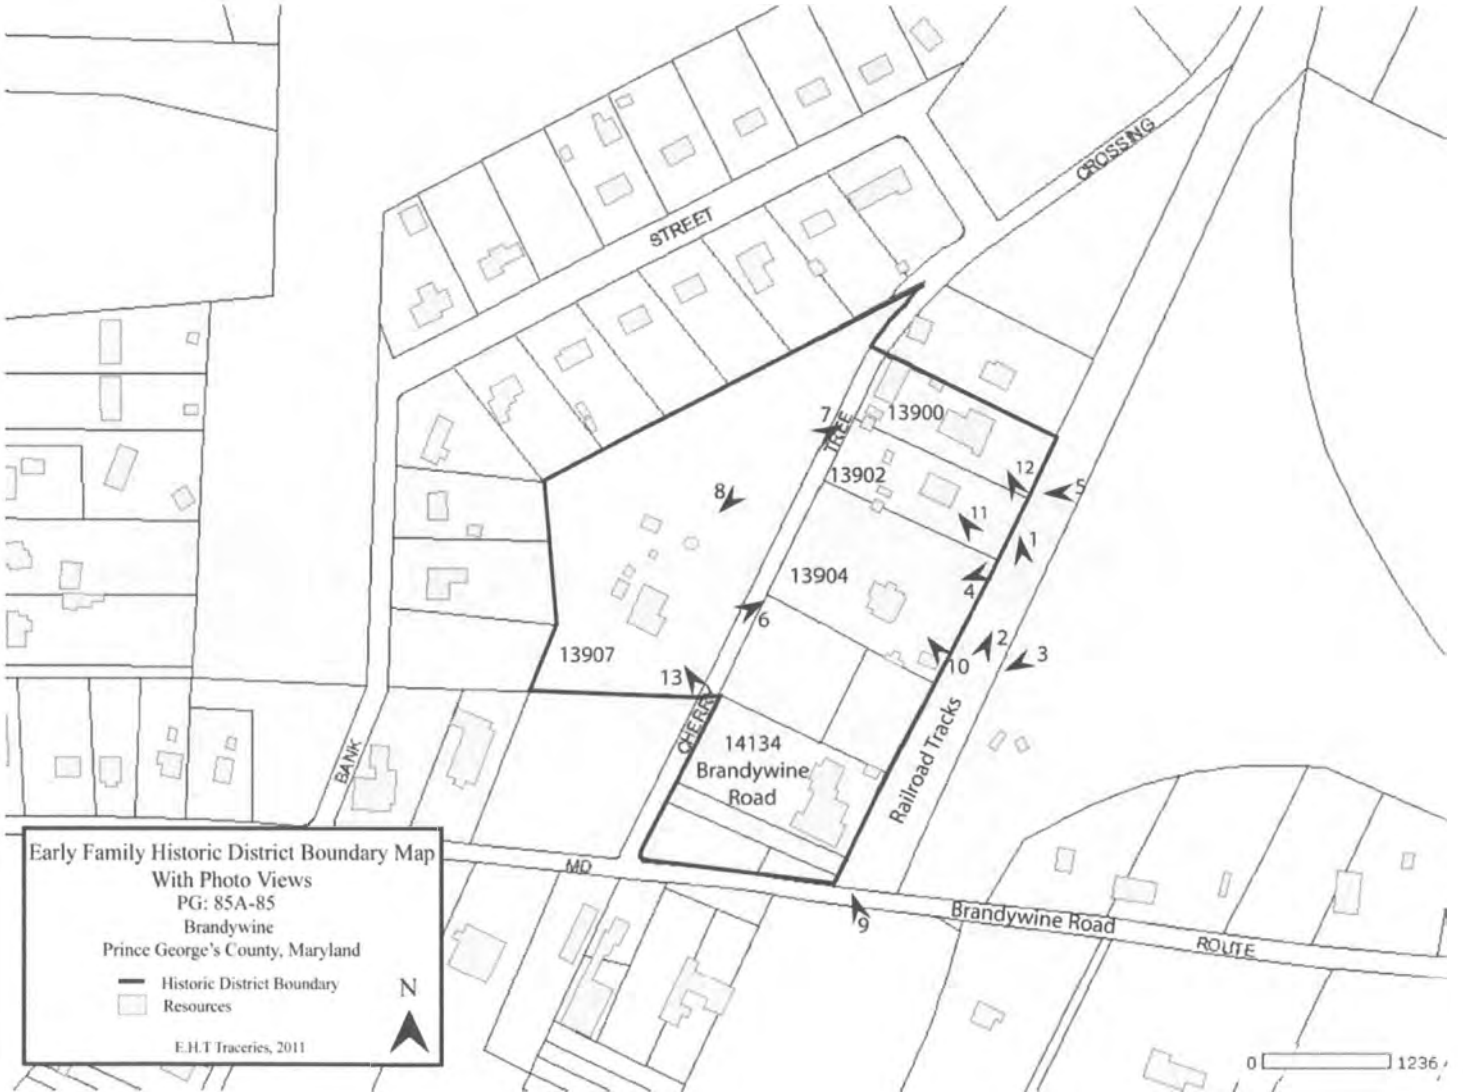 CROSSING
STREET
7
TREE
13900
12
5
13902
8
11
1
13904
4
6
2
3
10
13907
13
CHERRY
14134
Brandywine
Road
Railroad Tracks
BANK
MD
9
Brandywine Road
ROUTE
Early Family Historic District Boundary Map
With Photo Views
PG: 85A-85
Brandywine
Prince George's County, Maryland
Historic District Boundary
Resources
N
E.H.T Traceries, 2011
0 1236